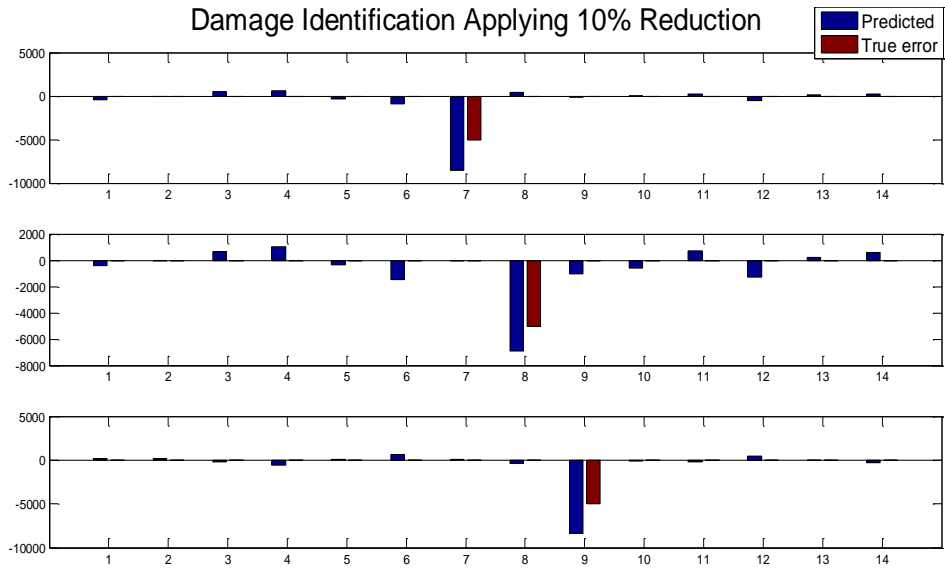 Damage Identification Applying 10% Reduction
Predicted
True error
5000
0
-5000
-10000
1 2 3 4 5 6 7 8 9 10 11 12 13 14
2000
0
-2000
-4000
-6000
-8000
1 2 3 4 5 6 7 8 9 10 11 12 13 14
5000
0
-5000
-10000
1 2 3 4 5 6 7 8 9 10 11 12 13 14